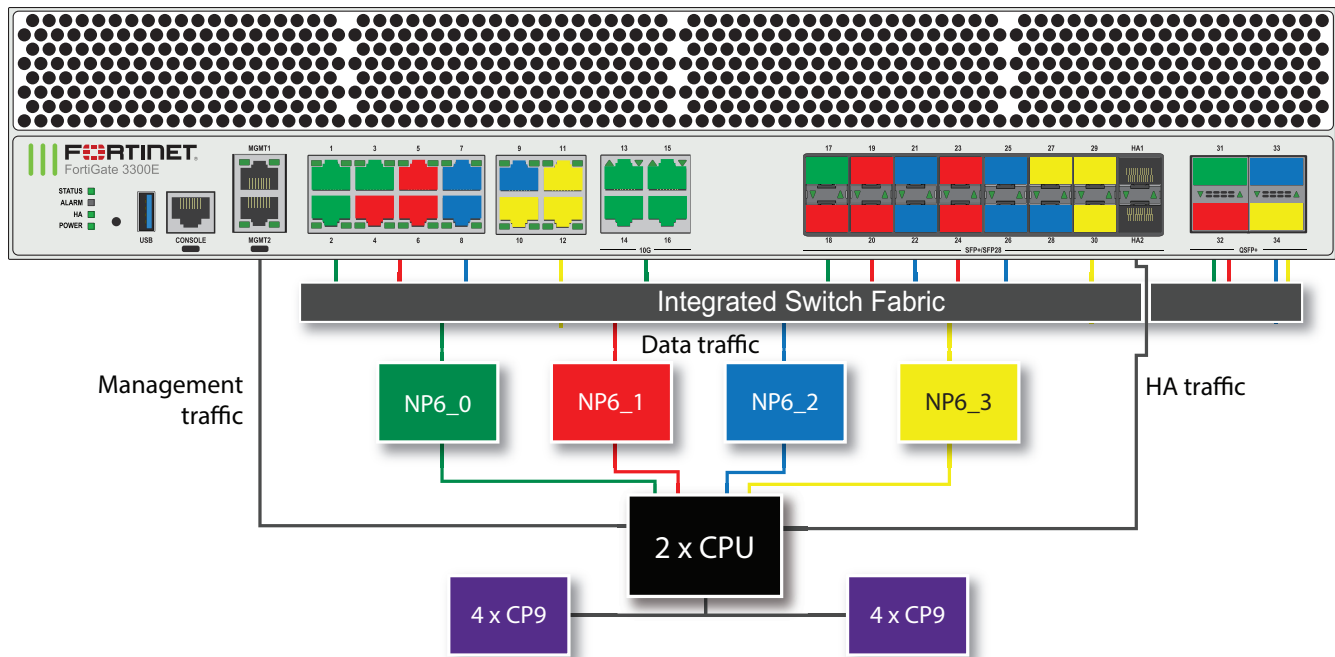 FORTINET
FortiGate 3300E
STATUS
ALARM
HA
POWER
USB
CONSOLE
MGMT1
MGMT2
1 3 5 7
2 4 6 8
9 11
10 12
13 15
14 16
10G
17 19 21 23 25 27 29 HA1
18 20 22 24 26 28 30 HA2
SFP+/SFP28
31 33
32 34
QSFP+
Integrated Switch Fabric
Data traffic
Management
traffic
HA traffic
NP6_0
NP6_1
NP6_2
NP6_3
2 x CPU
4 x CP9
4 x CP9